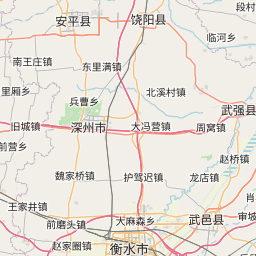 段村
安平县
饶阳县
临河乡
南王庄镇
东里满镇
里厢乡
兵曹乡
北溪村镇
武强县
旧城镇
深州市
大冯营镇
周窝镇
前营乡
赵桥镇
魏家桥镇
护驾迟镇
龙店镇
王家井镇
审坡
前磨头镇
大麻森乡
武邑县
赵家圈镇
衡水市